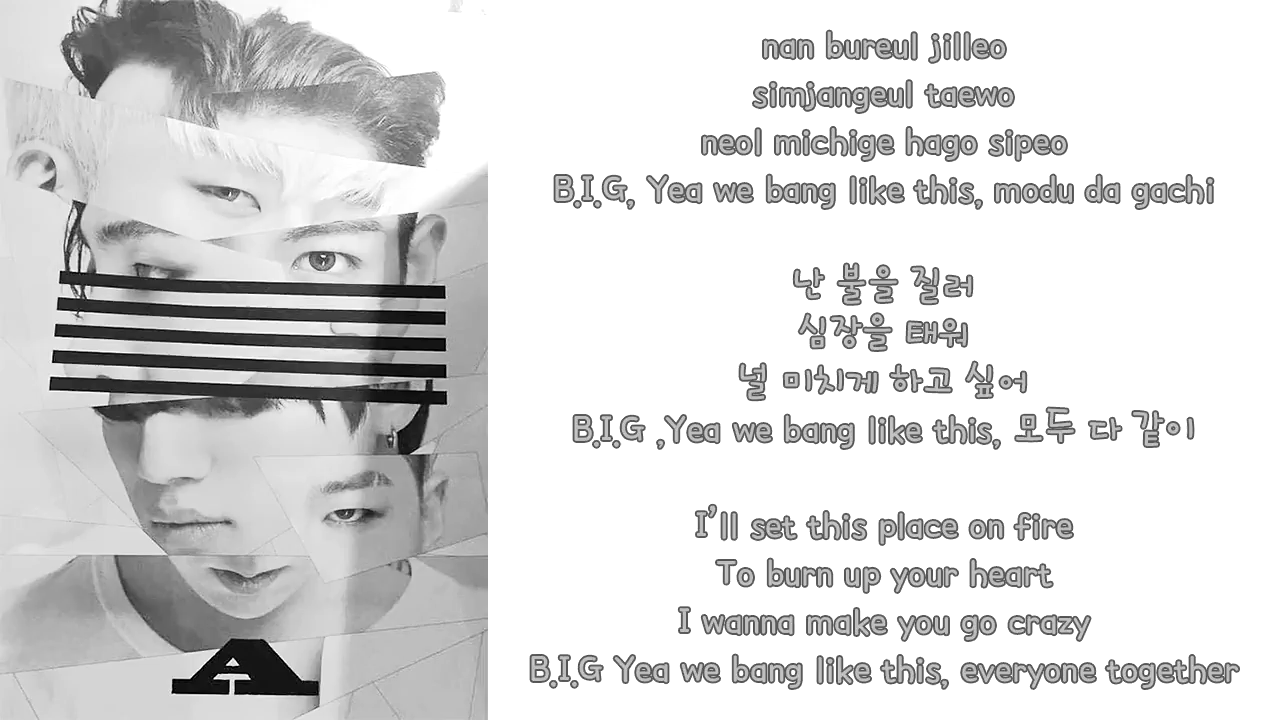 nan bureul jilleo
simjangeul taewo
neol michige hago sipeo
B.I.G, Yea we bang like this, modu da gachi
난 불을 질러
심장을 태워
널 미치게 하고 싶어
B.I.G ,Yea we bang like this, 모두 다 같이
I'll set this place on fire
To burn up your heart
I wanna make you go crazy
B.I.G Yea we bang like this, everyone together
A